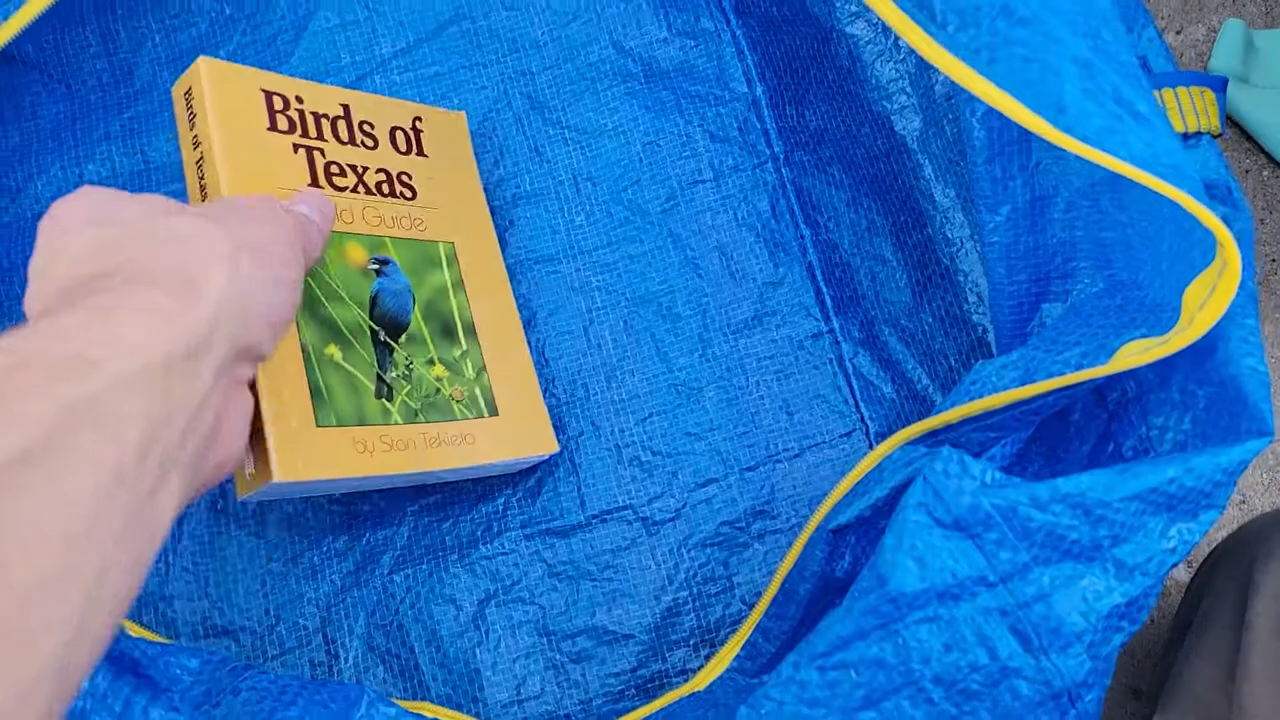 Birds of Texas
Birds of
Texas
ld Guide
by Stan Tekiela